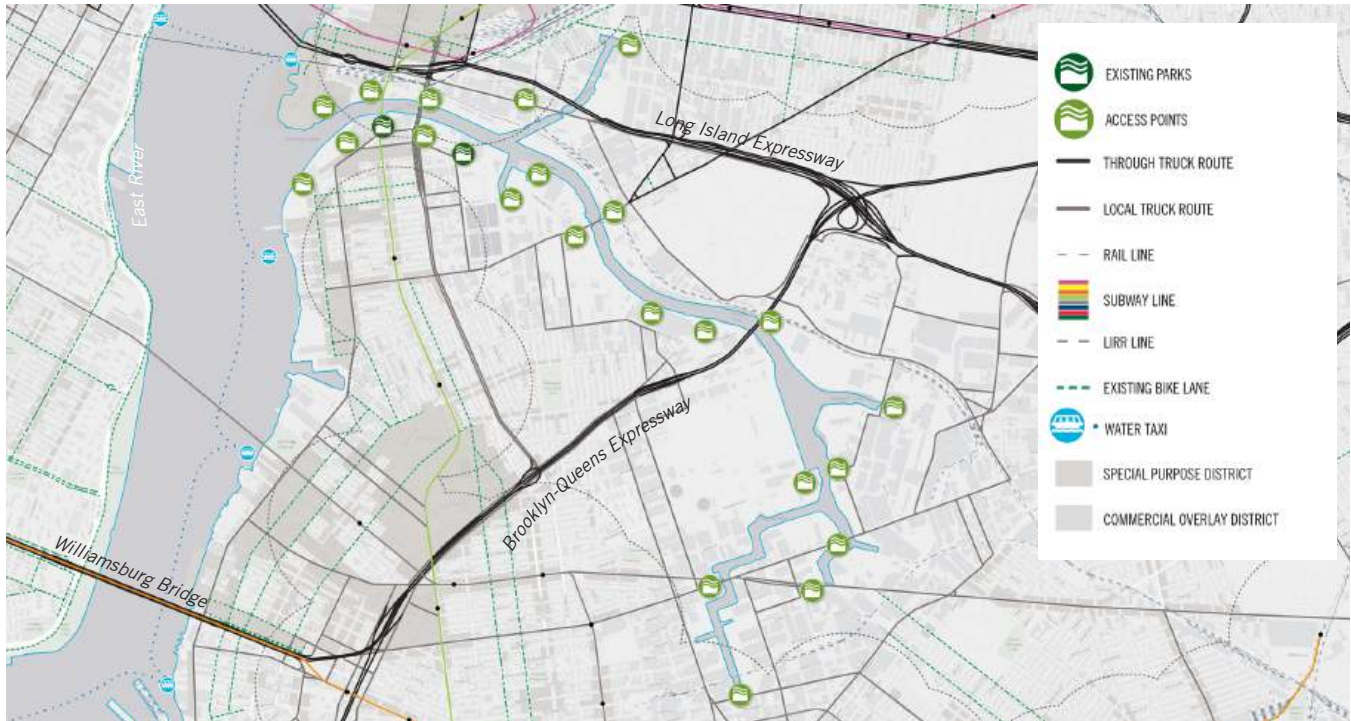 East River
Long Island Expressway
Brooklyn-Queens Expressway
Williamsburg Bridge
EXISTING PARKS
ACCESS POINTS
THROUGH TRUCK ROUTE
LOCAL TRUCK ROUTE
RAIL LINE
SUBWAY LINE
LIRR LINE
EXISTING BIKE LANE
WATER TAXI
SPECIAL PURPOSE DISTRICT
COMMERCIAL OVERLAY DISTRICT